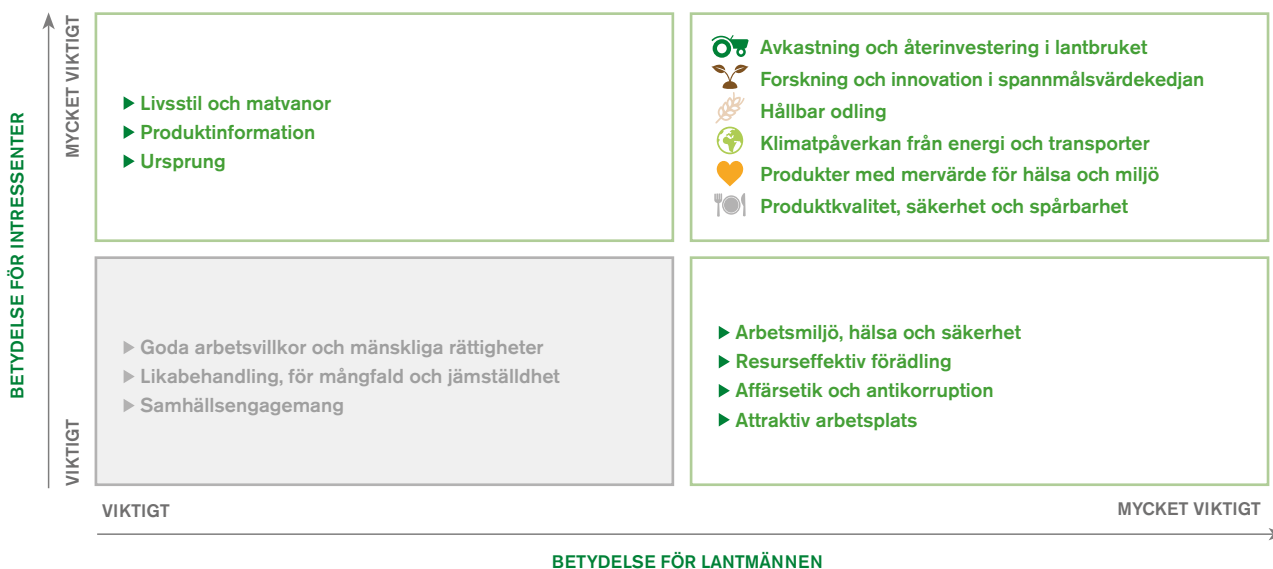 BETYDELSE FÖR INTRESSENTER
MYCKET VIKTIGT
VIKTIGT
Livsstil och matvanor
Produktinformation
Ursprung
Avkastning och återinvestering i lantbruket
Forskning och innovation i spannmålsvärdekedjan
Hållbar odling
Klimatpåverkan från energi och transporter
Produkter med mervärde för hälsa och miljö
Produktkvalitet, säkerhet och spårbarhet
Goda arbetsvillkor och mänskliga rättigheter
Likabehandling, för mångfald och jämställdhet
Samhällsengagemang
Arbetsmiljö, hälsa och säkerhet
Resurseffektiv förädling
Affärsetik och antikorruption
Attraktiv arbetsplats
VIKTIGT
MYCKET VIKTIGT
BETYDELSE FÖR LANTMÄNNEN